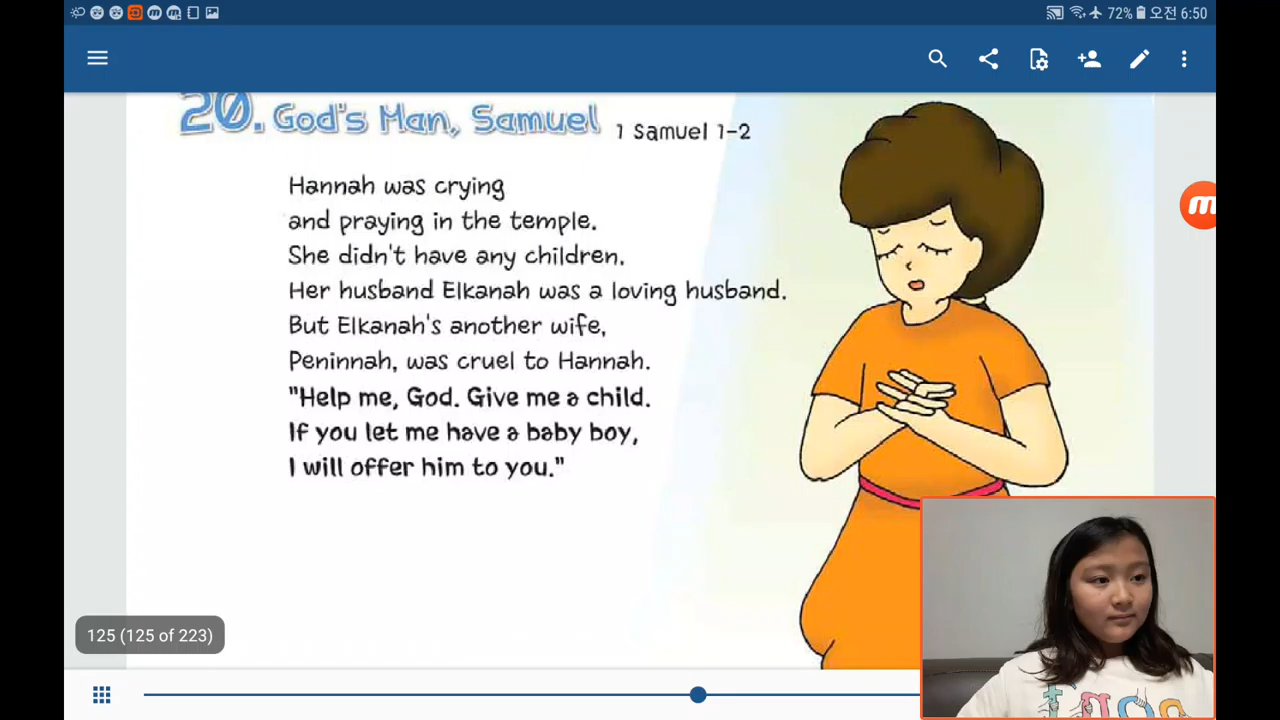 72% 오전 6:50
20. God's Man, Samuel 1 Samuel 1-2
Hannah was crying
and praying in the temple.
She didn't have any children.
Her husband Elkanah was a loving husband.
But Elkanah's another wife,
Peninnah, was cruel to Hannah.
"Help me, God. Give me a child.
If you let me have a baby boy,
I will offer him to you."
125 (125 of 223)